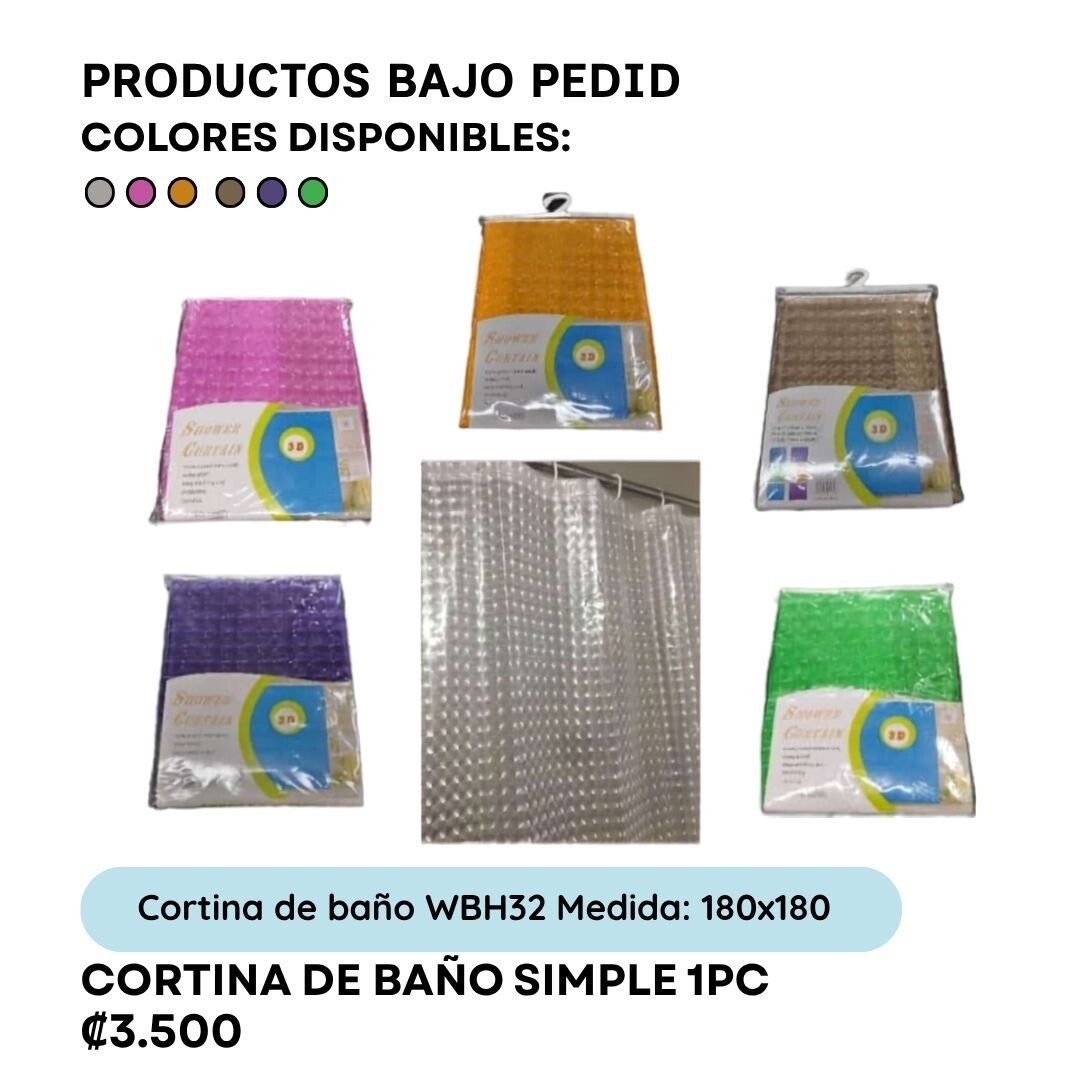 PRODUCTOS BAJO PEDID
COLORES DISPONIBLES:
SHOWER
CURTAIN
3D
SHOWER
CURTAIN
3D
SHOWER
CURTAIN
3D
SHOWER
CURTAIN
3D
SHOWER
CURTAIN
3D
Cortina de baño WBH32 Medida: 180x180
CORTINA DE BAÑO SIMPLE 1PC
₡3.500